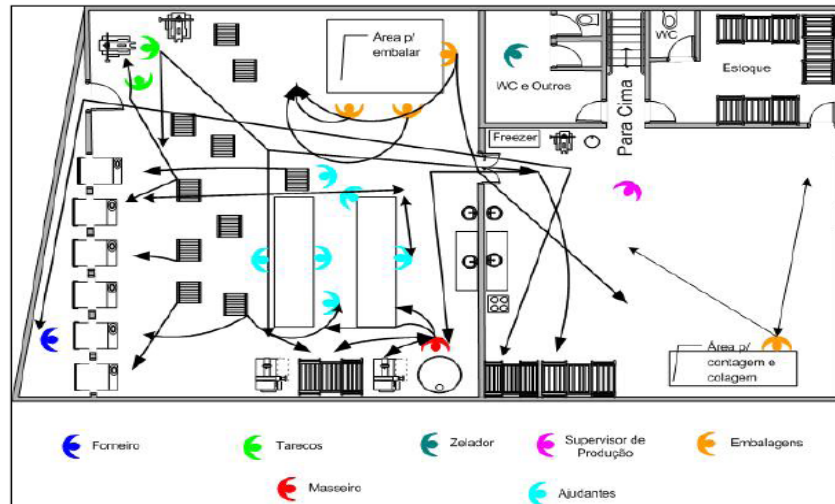 Área p/
embalar
WC e Outros
Para Cima
WC
Estoque
Freezer
Área p/
contagem e
colagem
Forneiro
Tarecos
Zelador
Supervisor de
Produção
Embalagens
Masseiro
Ajudantes